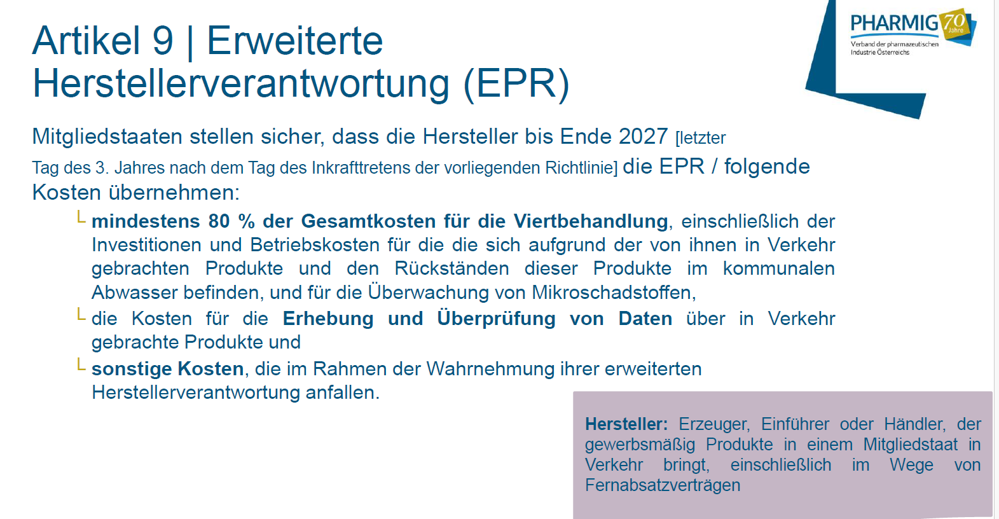 Artikel 9 | Erweiterte
Herstellerverantwortung (EPR)
PHARMIG
70
Jahre
Verband der pharmazeutischen
Industrie Österreichs
Mitgliedstaaten stellen sicher, dass die Hersteller bis Ende 2027 [letzter
Tag des 3. Jahres nach dem Tag des Inkrafttretens der vorliegenden Richtlinie] die EPR / folgende
Kosten übernehmen:
mindestens 80 % der Gesamtkosten für die Viertbehandlung, einschließlich der
Investitionen und Betriebskosten für die die sich aufgrund der von ihnen in Verkehr
gebrachten Produkte und den Rückständen dieser Produkte im kommunalen
Abwasser befinden, und für die Überwachung von Mikroschadstoffen,
die Kosten für die Erhebung und Überprüfung von Daten über in Verkehr
gebrachte Produkte und
sonstige Kosten, die im Rahmen der Wahrnehmung ihrer erweiterten
Herstellerverantwortung anfallen.
Hersteller: Erzeuger, Einführer oder Händler, der
gewerbsmäßig Produkte in einem Mitgliedstaat in
Verkehr bringt, einschließlich im Wege von
Fernabsatzverträgen